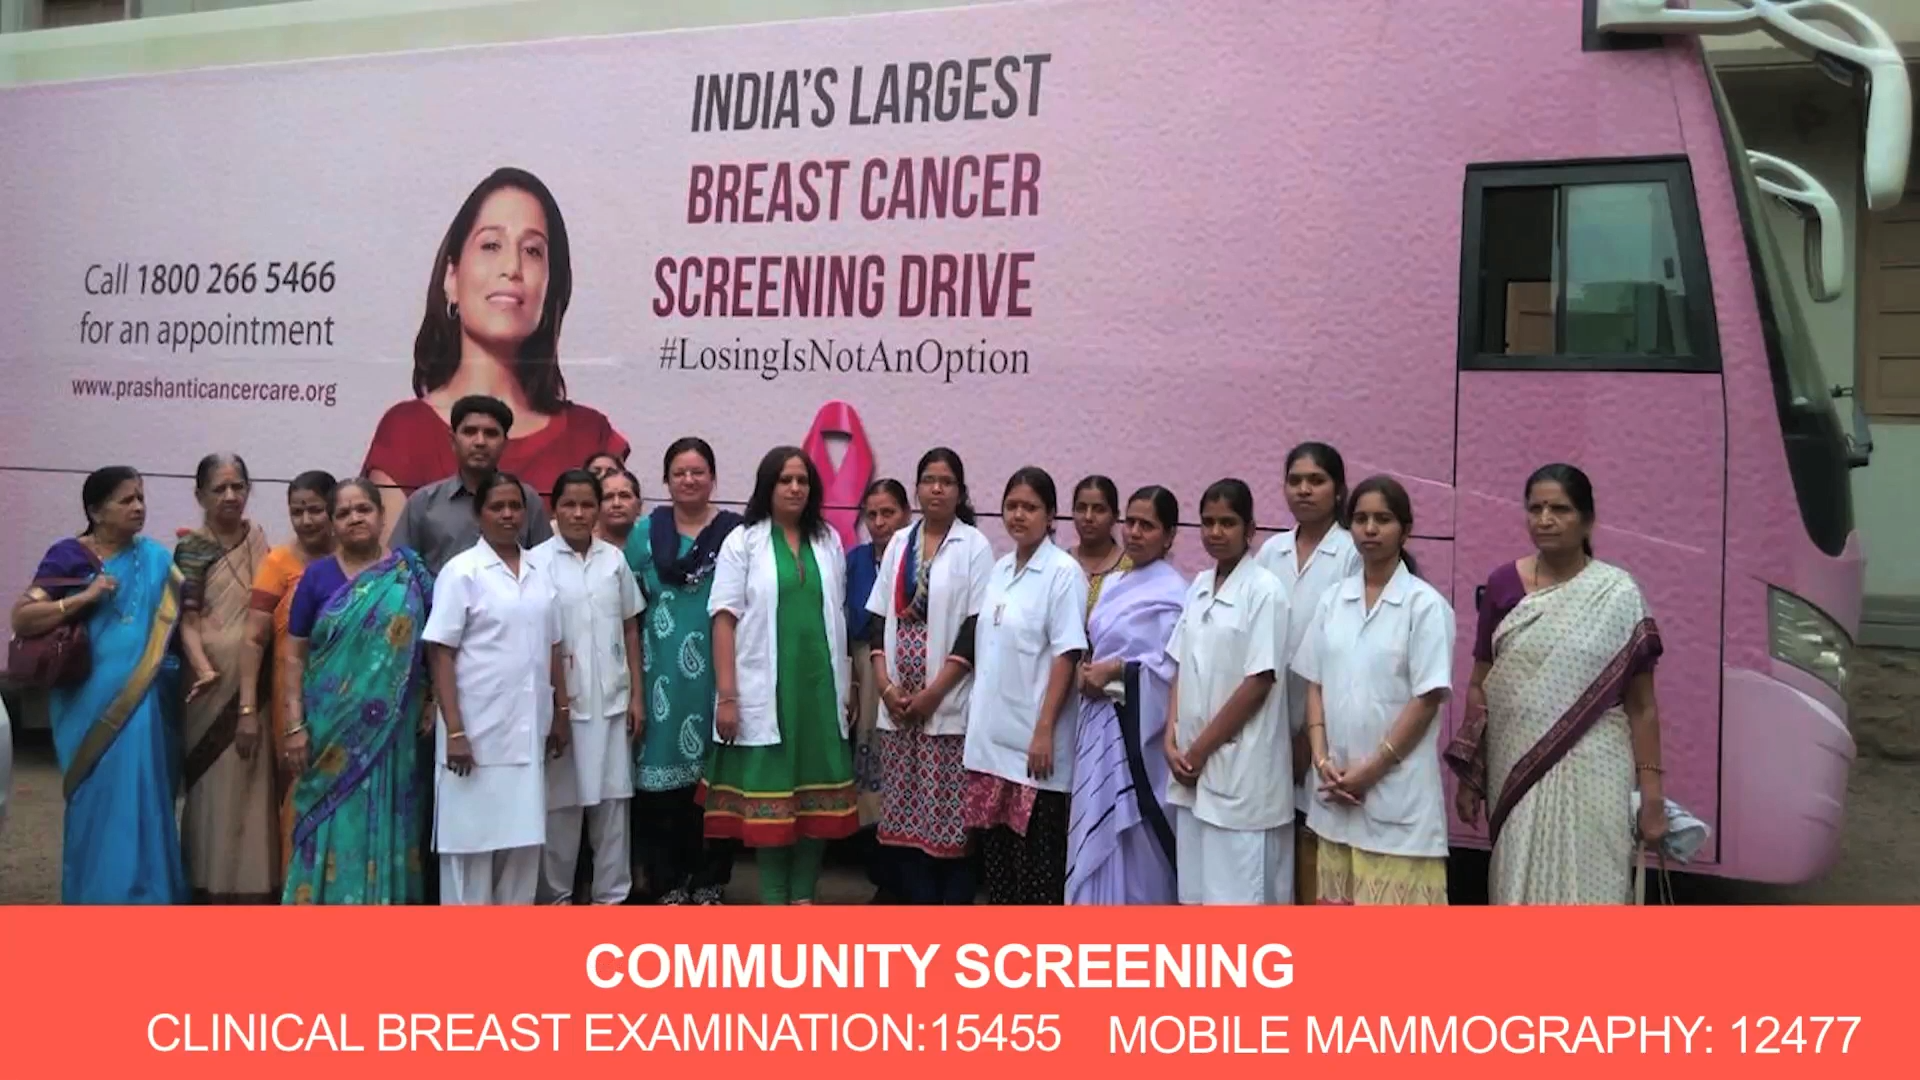 INDIA'S LARGEST
BREAST CANCER
SCREENING DRIVE
#LosingIsNotAnOption
Call 1800 266 5466
for an appointment
www.prashanticancercare.org
COMMUNITY SCREENING
CLINICAL BREAST EXAMINATION:15455 MOBILE MAMMOGRAPHY: 12477